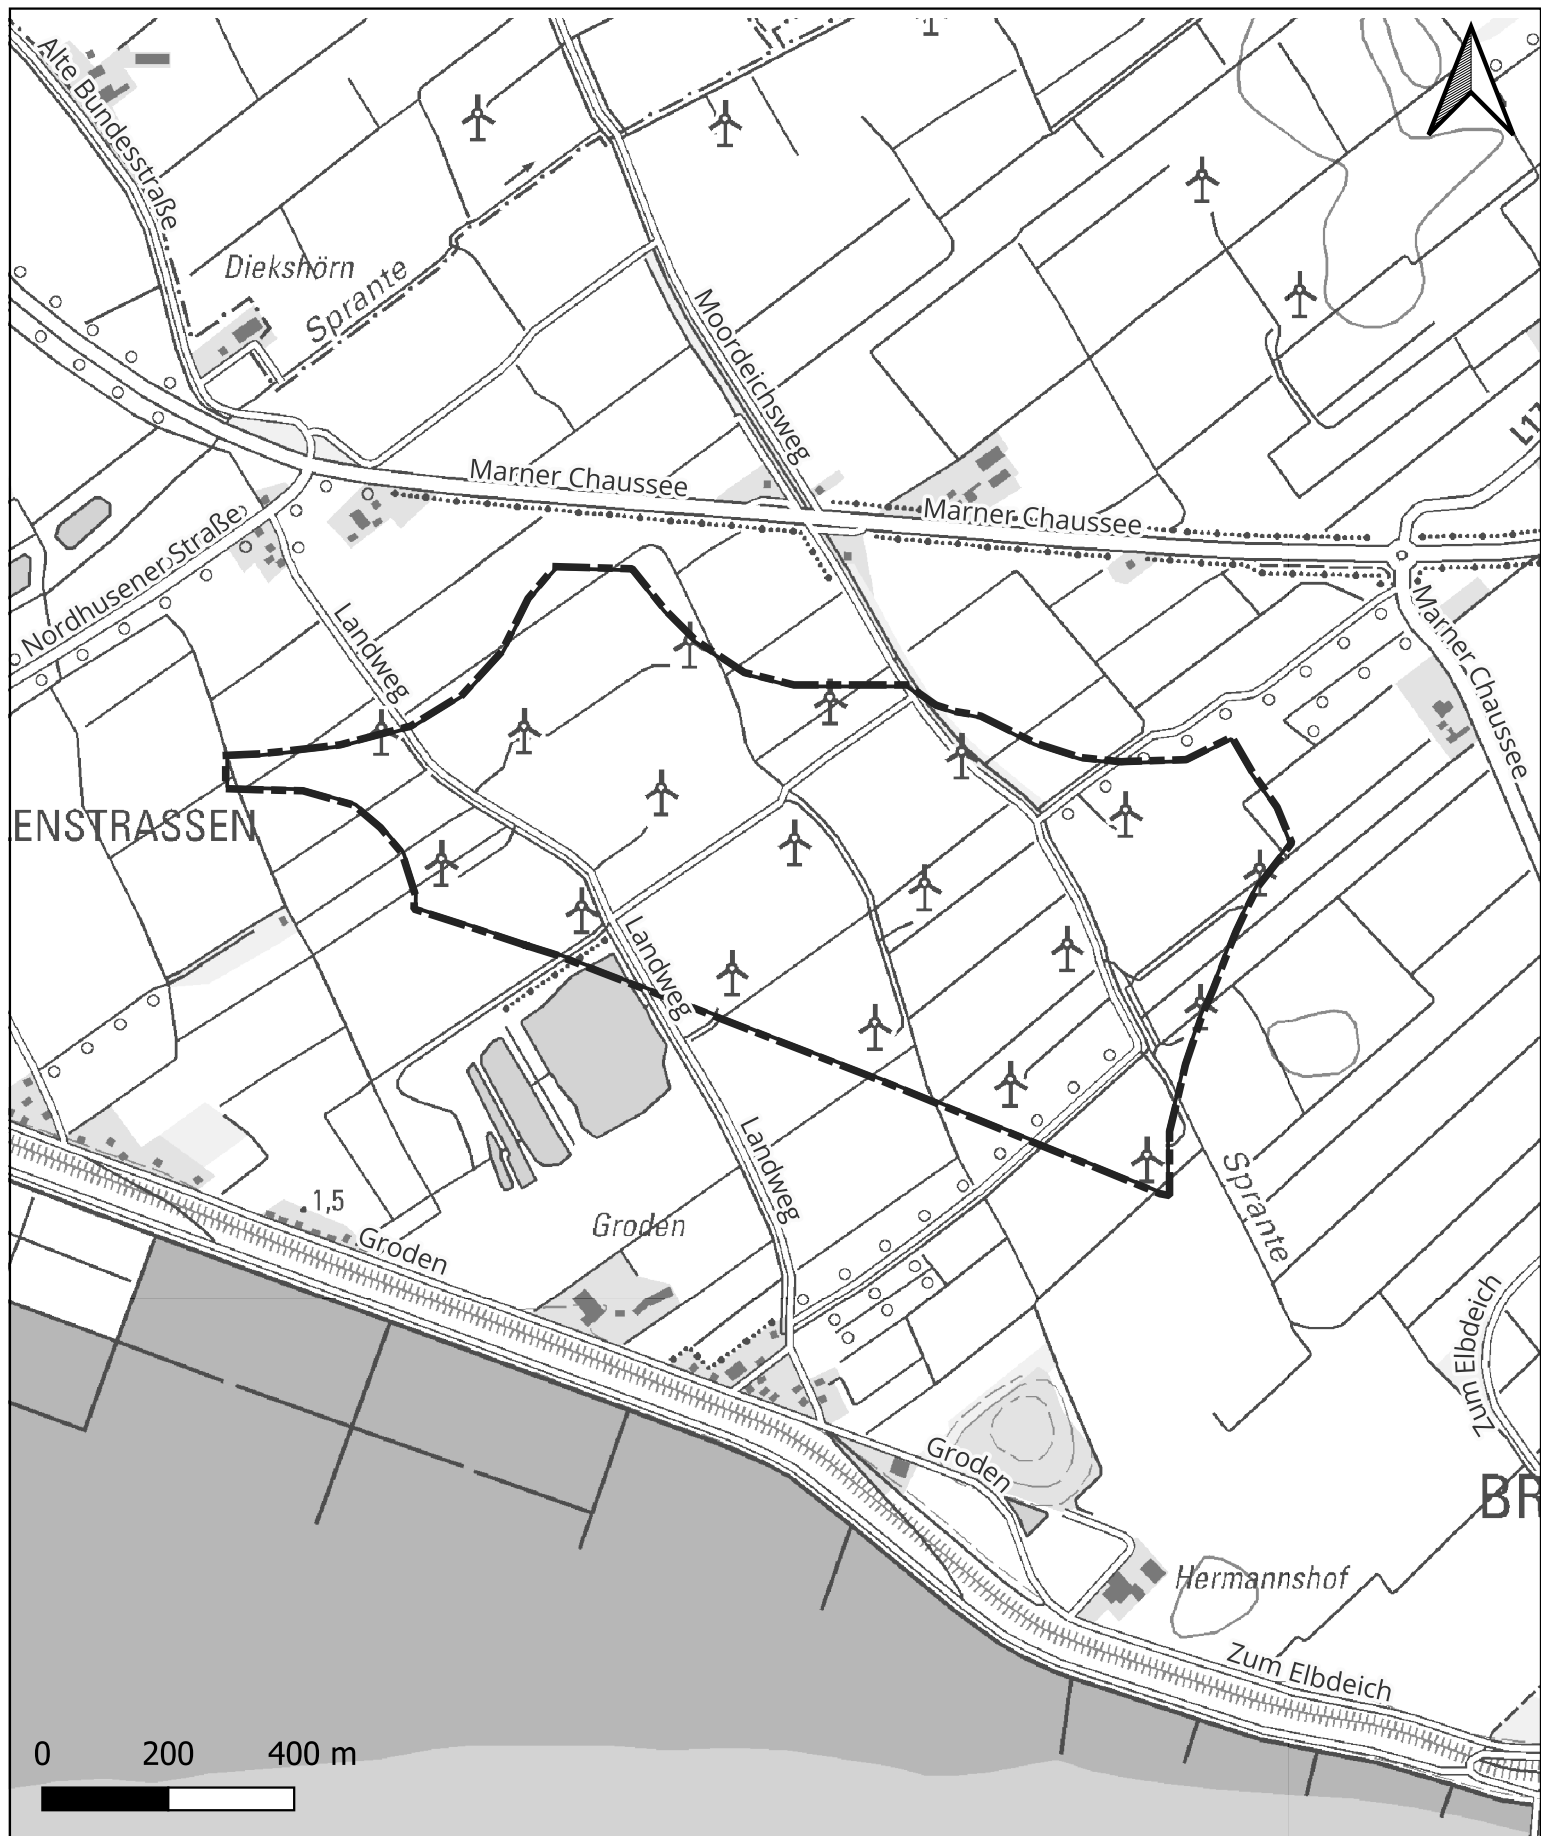 Alte Bundesstraße
Diekshörn
Sprante
Moordeichsweg
L17
Marner Chaussee
Marner Chaussee
Nordhusener Straße
Landweg
Marner Chaussee
ENSTRASSEN
Landweg
Landweg
Sprante
1,5
Groden
Groden
Zum Elbdeich
Groden
BR
Hermannshof
Zum Elbdeich
0 200 400 m